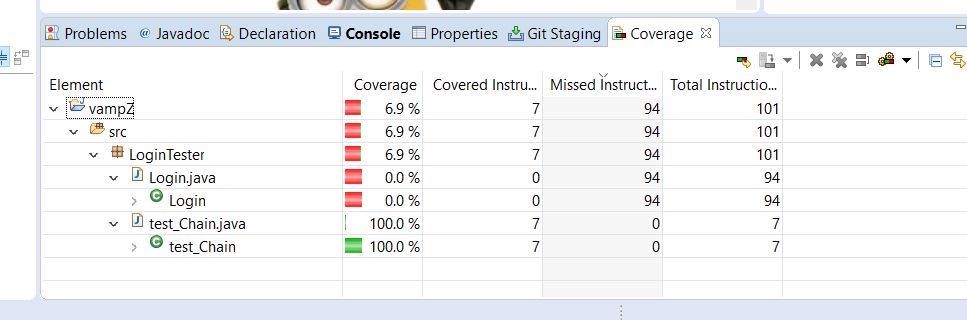 Problems @ Javadoc Declaration Console Properties Git Staging Coverage
Element Coverage Covered Instru... Missed Instruct... Total Instructio...
vampZ 6.9 % 7 94 101
src 6.9 % 7 94 101
LoginTester 6.9 % 7 94 101
Login.java 0.0 % 0 94 94
Login 0.0 % 0 94 94
test_Chain.java 100.0 % 7 0 7
test_Chain 100.0 % 7 0 7